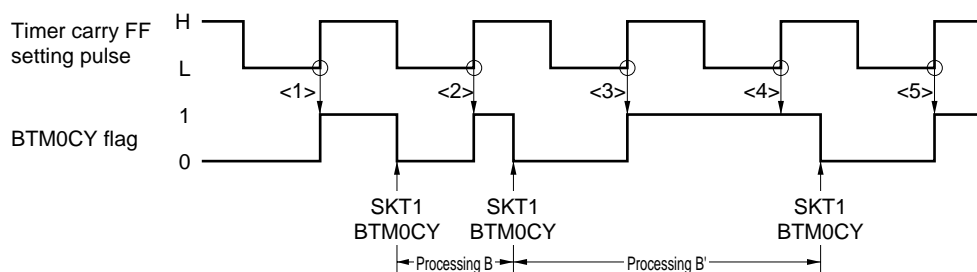 Timer carry FF
setting pulse
H
L
<1> <2> <3> <4> <5>
BTM0CY flag
1
0
SKT1
BTM0CY
SKT1
BTM0CY
SKT1
BTM0CY
Processing B
Processing B'